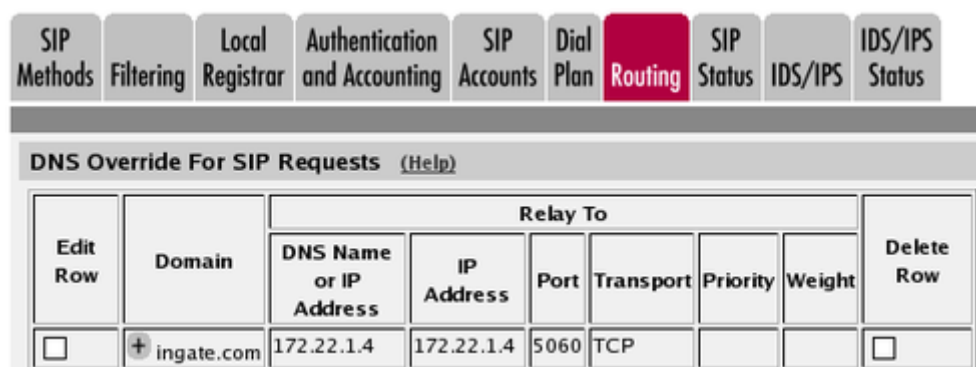 SIP Methods
Filtering
Local Registrar
Authentication and Accounting
SIP Accounts
Dial Plan
Routing
SIP Status
IDS/IPS
IDS/IPS Status
DNS Override For SIP Requests (Help)
Edit Row
Domain
Relay To
DNS Name or IP Address
IP Address
Port
Transport
Priority
Weight
Delete Row
+ ingate.com 172.22.1.4 172.22.1.4 5060 TCP